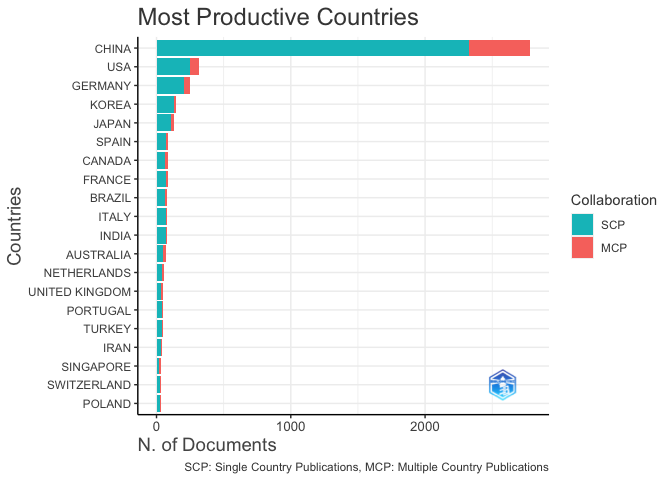 Most Productive Countries
Countries
CHINA
USA
GERMANY
KOREA
JAPAN
SPAIN
CANADA
FRANCE
BRAZIL
ITALY
INDIA
AUSTRALIA
NETHERLANDS
UNITED KINGDOM
PORTUGAL
TURKEY
IRAN
SINGAPORE
SWITZERLAND
POLAND
0 1000 2000
N. of Documents
Collaboration
SCP
MCP
SCP: Single Country Publications, MCP: Multiple Country Publications